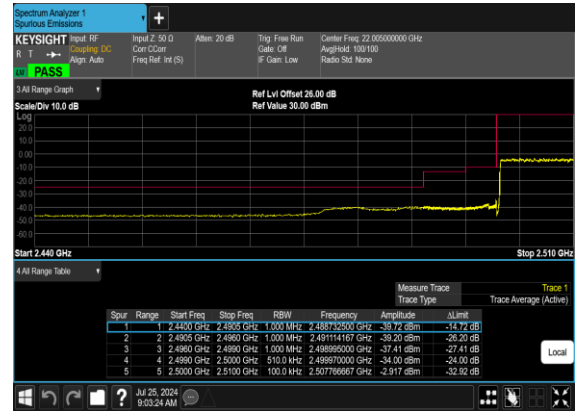 Spectrum Analyzer 1
Spurious Emissions
+
KEYSIGHT Input: RF Input Z: 50 Ω Atten: 20 dB Trig: Free Run Center Freq: 22.005000000 GHz
R T Coupling: DC Corr CCorr Gate: Off Avg|Hold: 100/100
Align: Auto Freq Ref: Int (S) IF Gain: Low Radio Std: None
PASS
3 All Range Graph Ref Lvl Offset 26.00 dB
Scale/Div 10.0 dB Ref Value 30.00 dBm
Log
20.0
10.0
0.00
-10.0
-20.0
-30.0
-40.0
-50.0
-60.0
Start 2.440 GHz Stop 2.510 GHz
4 All Range Table
Measure Trace Trace 1
Trace Type Trace Average (Active)
Spur Range Start Freq Stop Freq RBW Frequency Amplitude ΔLimit
1 1 2.4400 GHz 2.4905 GHz 1.000 MHz 2.488732500 GHz -39.72 dBm -14.72 dB
2 2 2.4905 GHz 2.4960 GHz 1.000 MHz 2.491114167 GHz -39.20 dBm -26.20 dB
3 3 2.4960 GHz 2.4990 GHz 1.000 MHz 2.498995000 GHz -37.41 dBm -27.41 dB
4 4 2.4990 GHz 2.5000 GHz 510.0 kHz 2.499970000 GHz -34.00 dBm -24.00 dB
5 5 2.5000 GHz 2.5100 GHz 100.0 kHz 2.507766667 GHz -2.917 dBm -32.92 dB
Local
Jul 25, 2024
9:03:24 AM